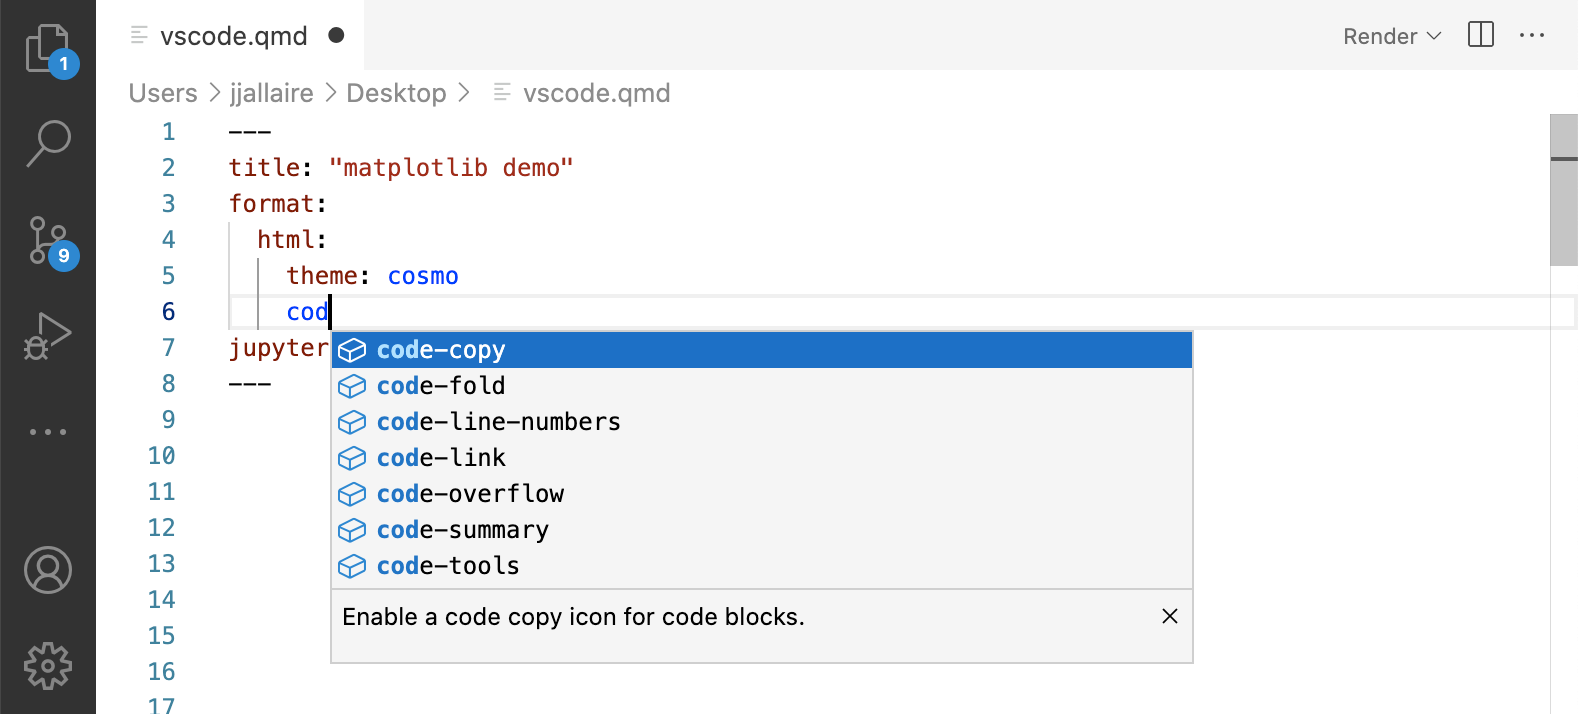 vscode.qmd
Render
1
Users > jjallaire > Desktop > vscode.qmd
1 ---
2 title: "matplotlib demo"
3 format:
4 html:
5 theme: cosmo
9
6 cod
7 jupyter
code-copy
8 ---
code-fold
9
code-line-numbers
10
code-link
11
code-overflow
12
code-summary
13
code-tools
14
Enable a code copy icon for code blocks.
15
16
17